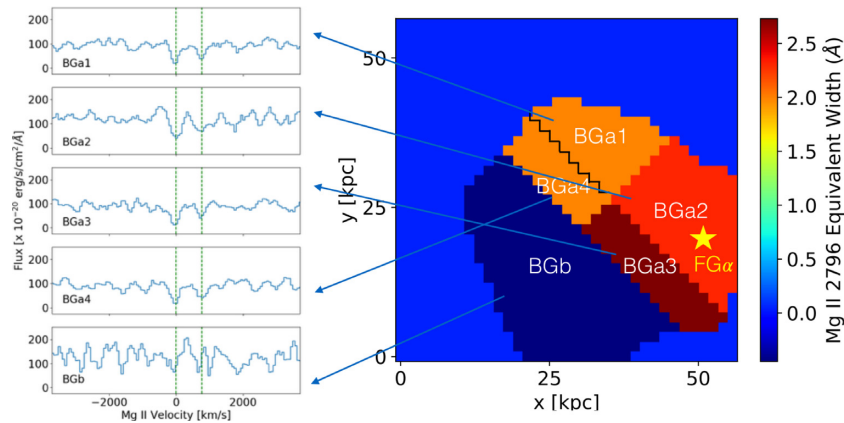 200
100
0
BGa1
200
100
0
BGa2
200
100
0
BGa3
200
100
0
BGa4
200
100
0
BGb
Flux [x 10⁻²⁰ erg/s/cm²/Å]
−2000 0 2000
Mg II Velocity [km/s]
50
25
0
y [kpc]
0 25 50
x [kpc]
BGa1
BGa4
BGa2
BGa3
FGα
BGb
2.5
2.0
1.5
1.0
0.5
0.0
Mg II 2796 Equivalent Width (Å)